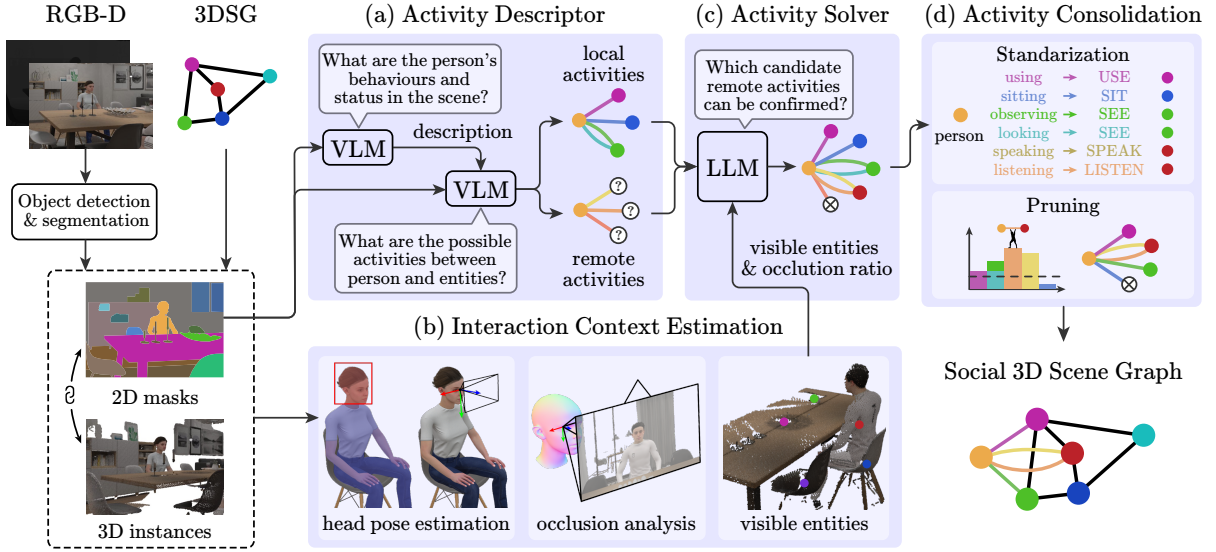 RGB-D
3DSG
(a) Activity Descriptor
(c) Activity Solver
(d) Activity Consolidation
Object detection
& segmentation
2D masks
3D instances
What are the person's
behaviours and
status in the scene?
VLM
description
VLM
What are the possible
activities between
person and entities?
local
activities
?
?
?
remote
activities
Which candidate
remote activities
can be confirmed?
LLM
visible entities
& occlution ratio
Standarization
person
using → USE
sitting → SIT
observing → SEE
looking → SEE
speaking → SPEAK
listening → LISTEN
Pruning
(b) Interaction Context Estimation
head pose estimation
occlusion analysis
visible entities
Social 3D Scene Graph